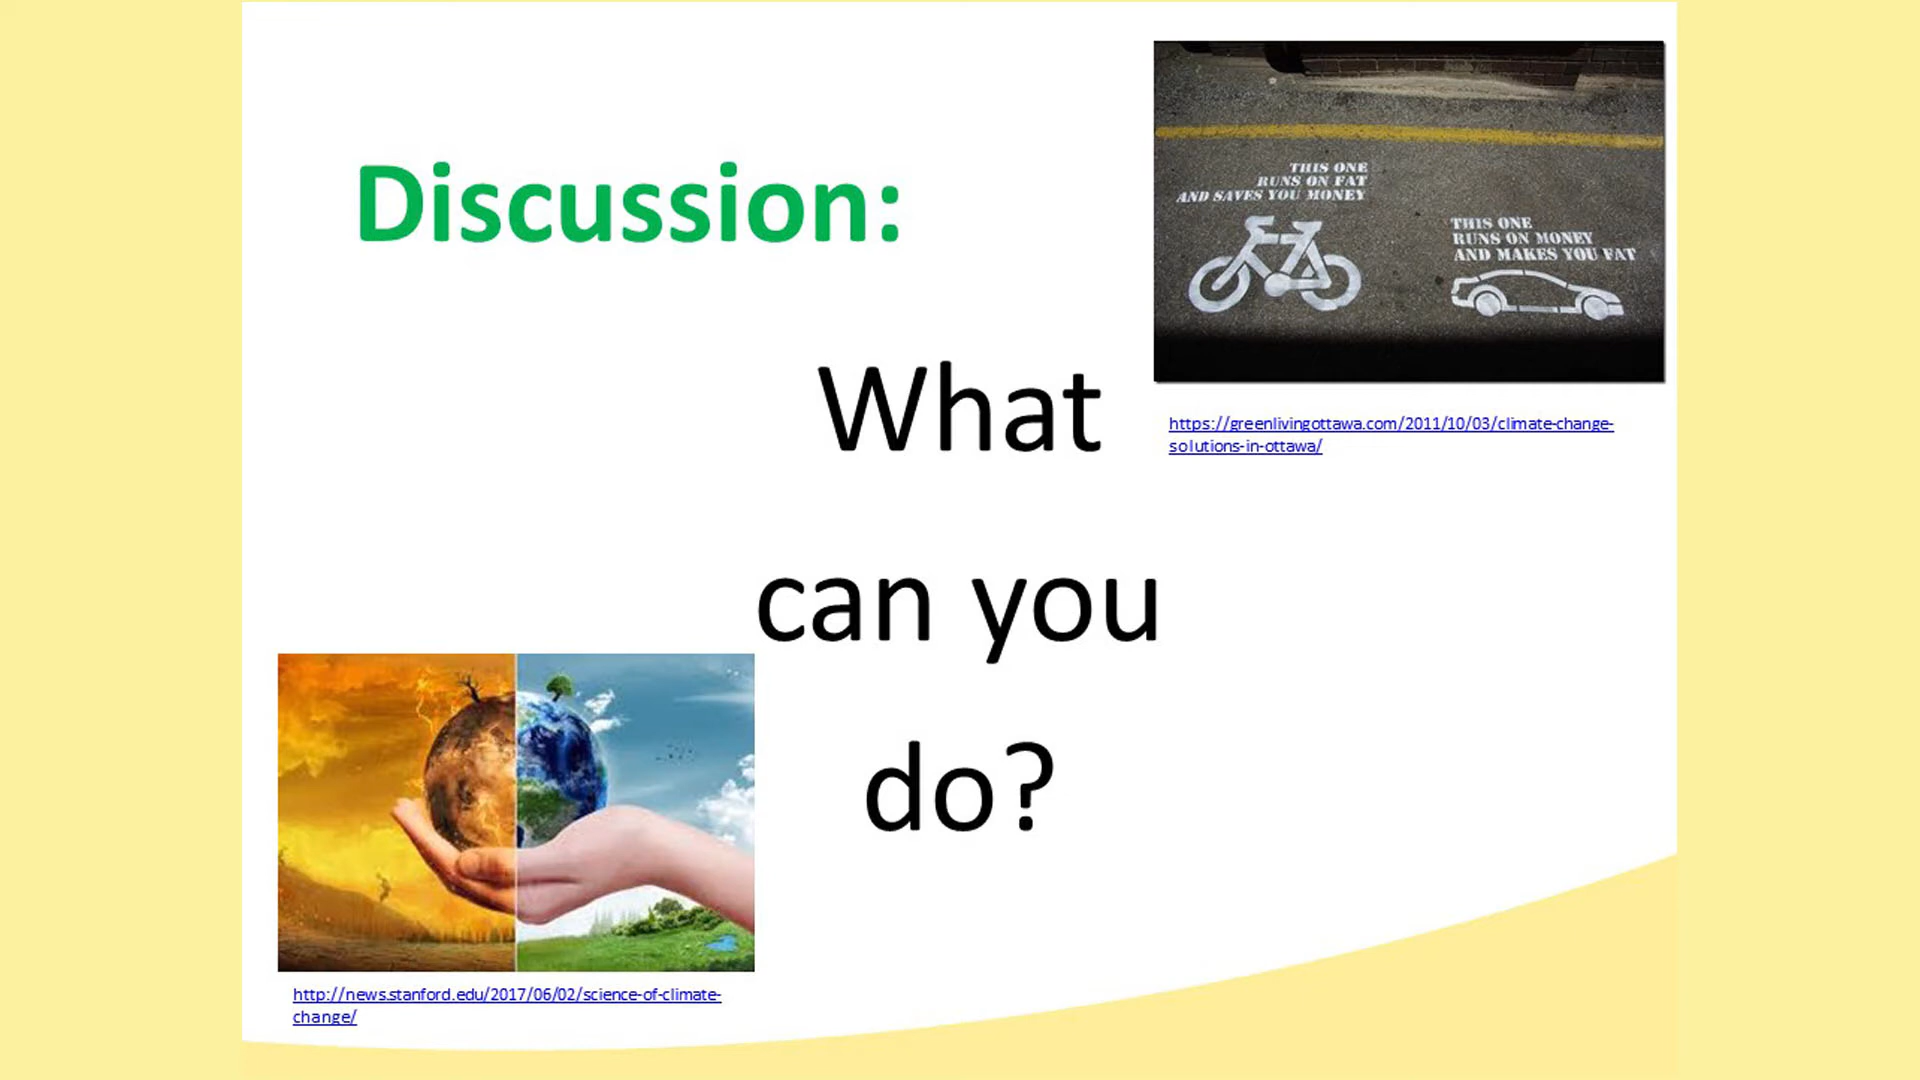 Discussion:
THIS ONE
RUNS ON FAT
AND SAVES YOU MONEY
THIS ONE
RUNS ON MONEY
AND MAKES YOU FAT
https://greenlivingottawa.com/2011/10/03/climate-change-
solutions-in-ottawa/
What
can you
do?
http://news.stanford.edu/2017/06/02/science-of-climate-
change/